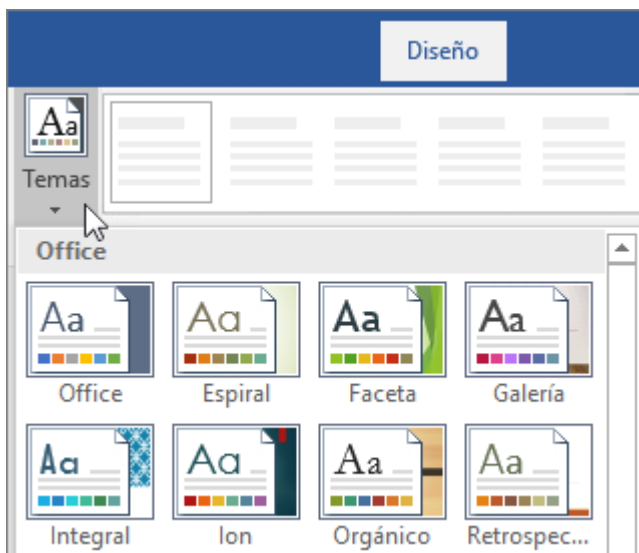 Diseño
Aa
Temas
Office
Aa Aa Aa Aa
Office Espiral Faceta Galería
Aa Aa Aa Aa
Integral Ion Orgánico Retrospec...